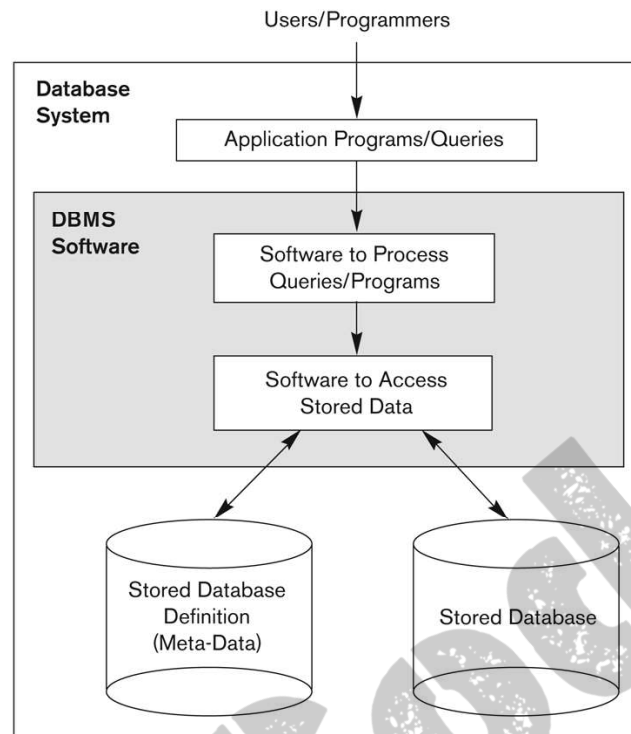 Users/Programmers
Database
System
Application Programs/Queries
DBMS
Software
Software to Process
Queries/Programs
Software to Access
Stored Data
Stored Database
Definition
(Meta-Data)
Stored Database